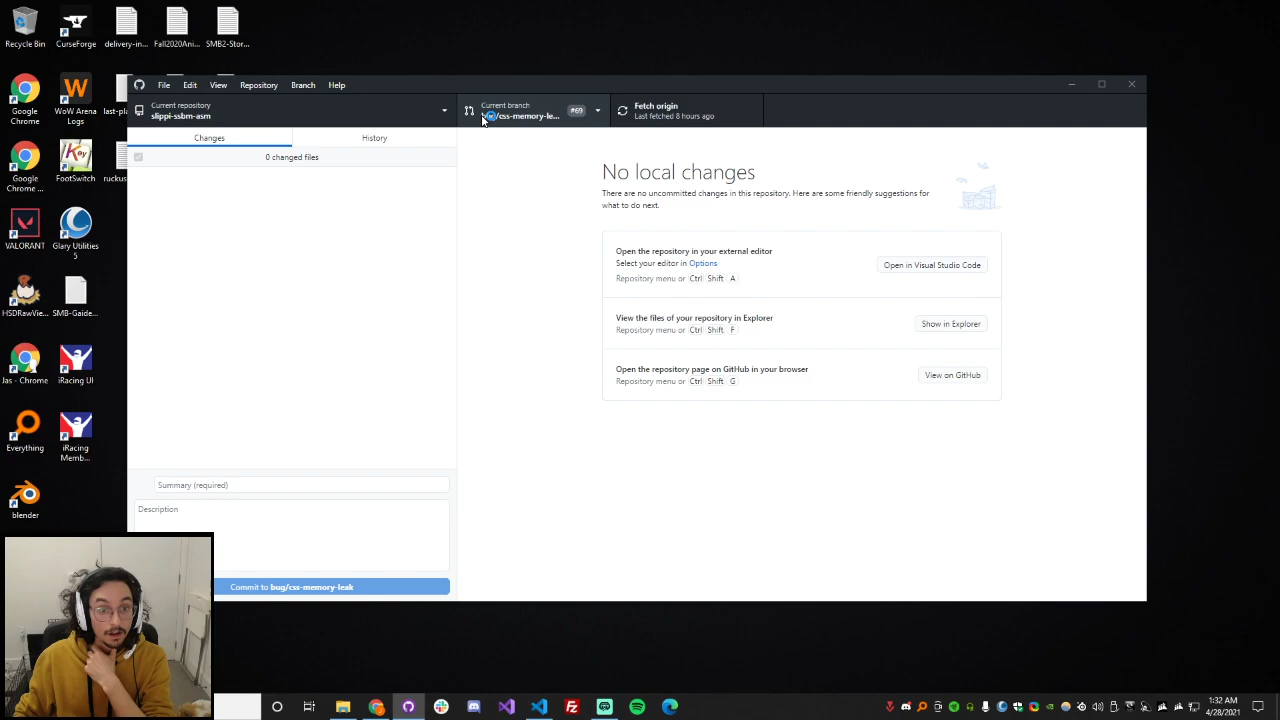 Recycle Bin
CurseForge
delivery-in...
Fall2020Ani...
SMB2-Stor...
Google Chrome
WoW Arena Logs
last-pla
Google Chrome ...
FootSwitch
ruckus
VALORANT
Glary Utilities 5
HSDRawVie...
SMB-Guide...
Jas - Chrome
iRacing UI
Everything
iRacing Memb...
blender
File Edit View Repository Branch Help
Current repository
slippi-ssbm-asm
Current branch
/css-memory-le...
#69
Fetch origin
Last fetched 8 hours ago
Changes
History
0 changed files
No local changes
There are no uncommitted changes in this repository. Here are some friendly suggestions for
what to do next.
Open the repository in your external editor
Select your editor in Options
Repository menu or Ctrl Shift A
Open in Visual Studio Code
View the files of your repository in Explorer
Repository menu or Ctrl Shift F
Show in Explorer
Open the repository page on GitHub in your browser
Repository menu or Ctrl Shift G
View on GitHub
Summary (required)
Description
Commit to bug/css-memory-leak
1:32 AM
4/28/2021